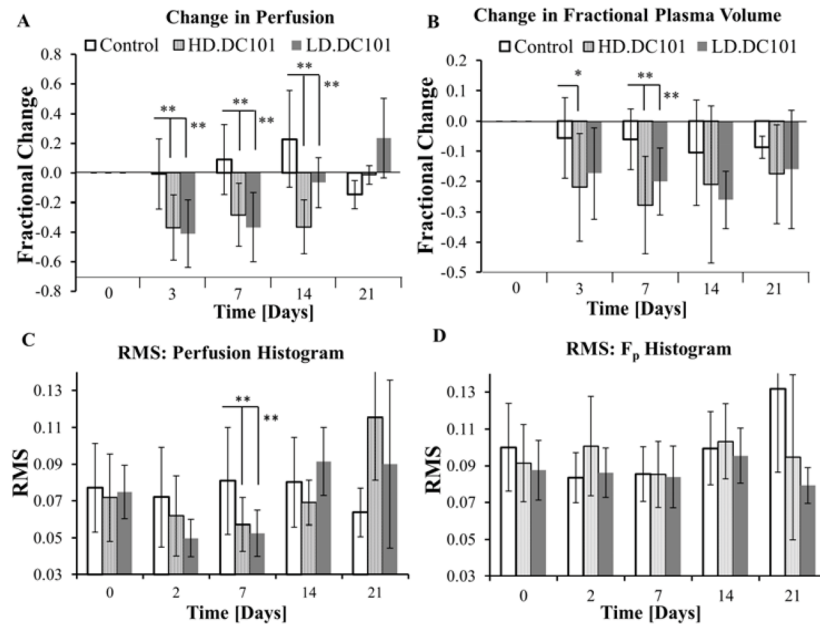 A
Change in Perfusion
Control HD.DC101 LD.DC101
Fractional Change
0.8
0.6
0.4
0.2
0.0
-0.2
-0.4
-0.6
-0.8
** ** ** ** ** **
0 3 7 14 21
Time [Days]
B
Change in Fractional Plasma Volume
Control HD.DC101 LD.DC101
Fractional Change
0.2
0.1
0.0
-0.1
-0.2
-0.3
-0.4
-0.5
* ** **
0 3 7 14 21
Time [Days]
C
RMS: Perfusion Histogram
RMS
0.13
0.11
0.09
0.07
0.05
0.03
** **
0 2 7 14 21
Time [Days]
D
RMS: Fp Histogram
RMS
0.13
0.11
0.09
0.07
0.05
0.03
0 2 7 14 21
Time [Days]